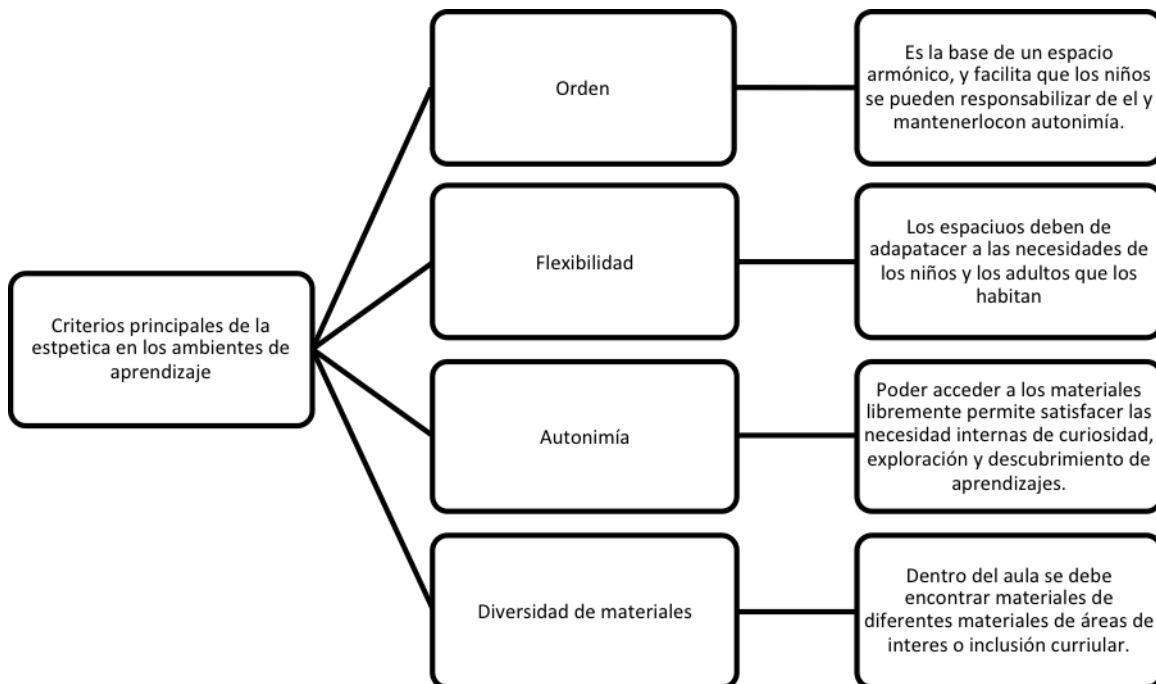 Criterios principales de la
estpetica en los ambientes de
aprendizaje
Orden
Es la base de un espacio
armónico, y facilita que los niños
se pueden responsabilizar de el y
mantenerlocon autonimía.
Flexibilidad
Los espaciuos deben de
adapatacer a las necesidades de
los niños y los adultos que los
habitan
Autonimía
Poder acceder a los materiales
libremente permite satisfacer las
necesidad internas de curiosidad,
exploración y descubrimiento de
aprendizajes.
Diversidad de materiales
Dentro del aula se debe
encontrar materiales de
diferentes materiales de áreas de
interes o inclusión curriular.